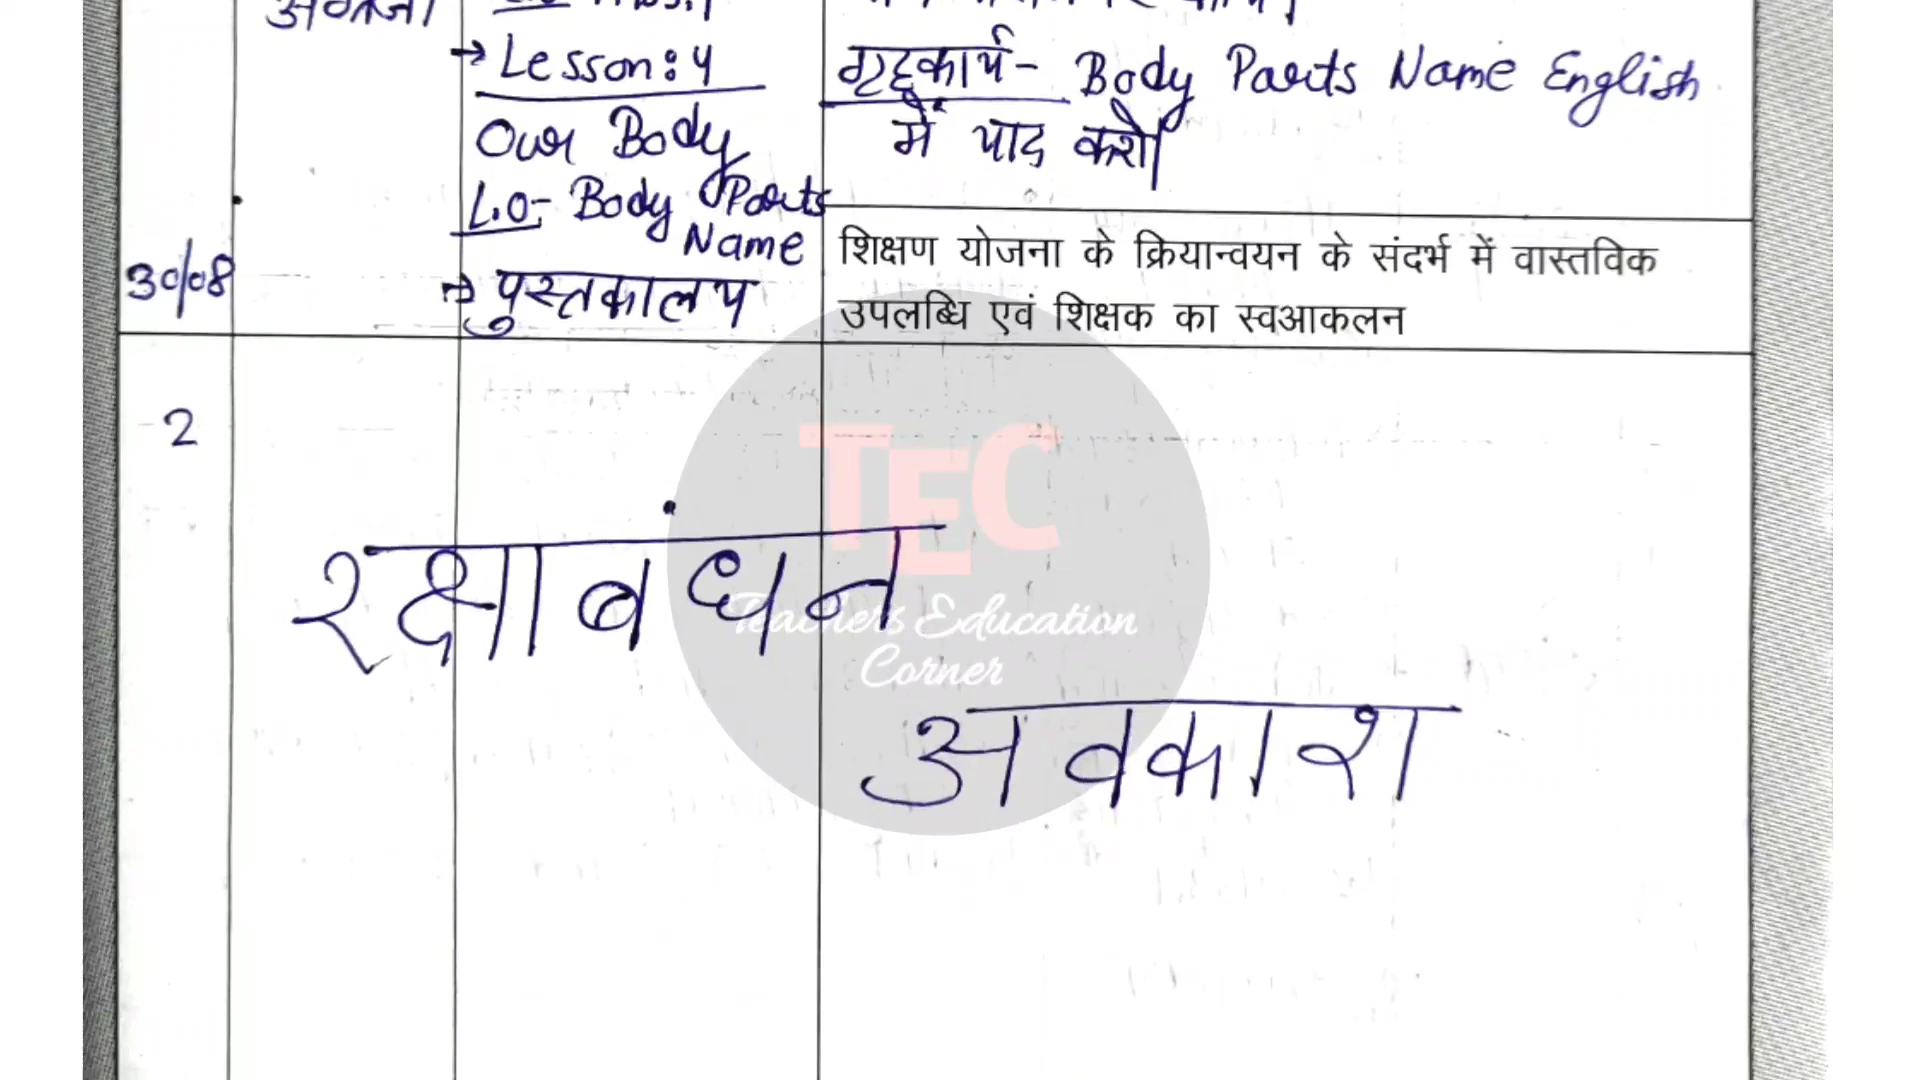 → Lesson: 4
Our Body
L.O- Body Parts
Name
→ पुस्तकालय
30/08
गृहकार्य- Body Parts Name English
में याद करो।
शिक्षण योजना के क्रियान्वयन के संदर्भ में वास्तविक
उपलब्धि एवं शिक्षक का स्वआकलन
2
रक्षाबंधन
अवकाश
TEC
Teachers Education
Corner